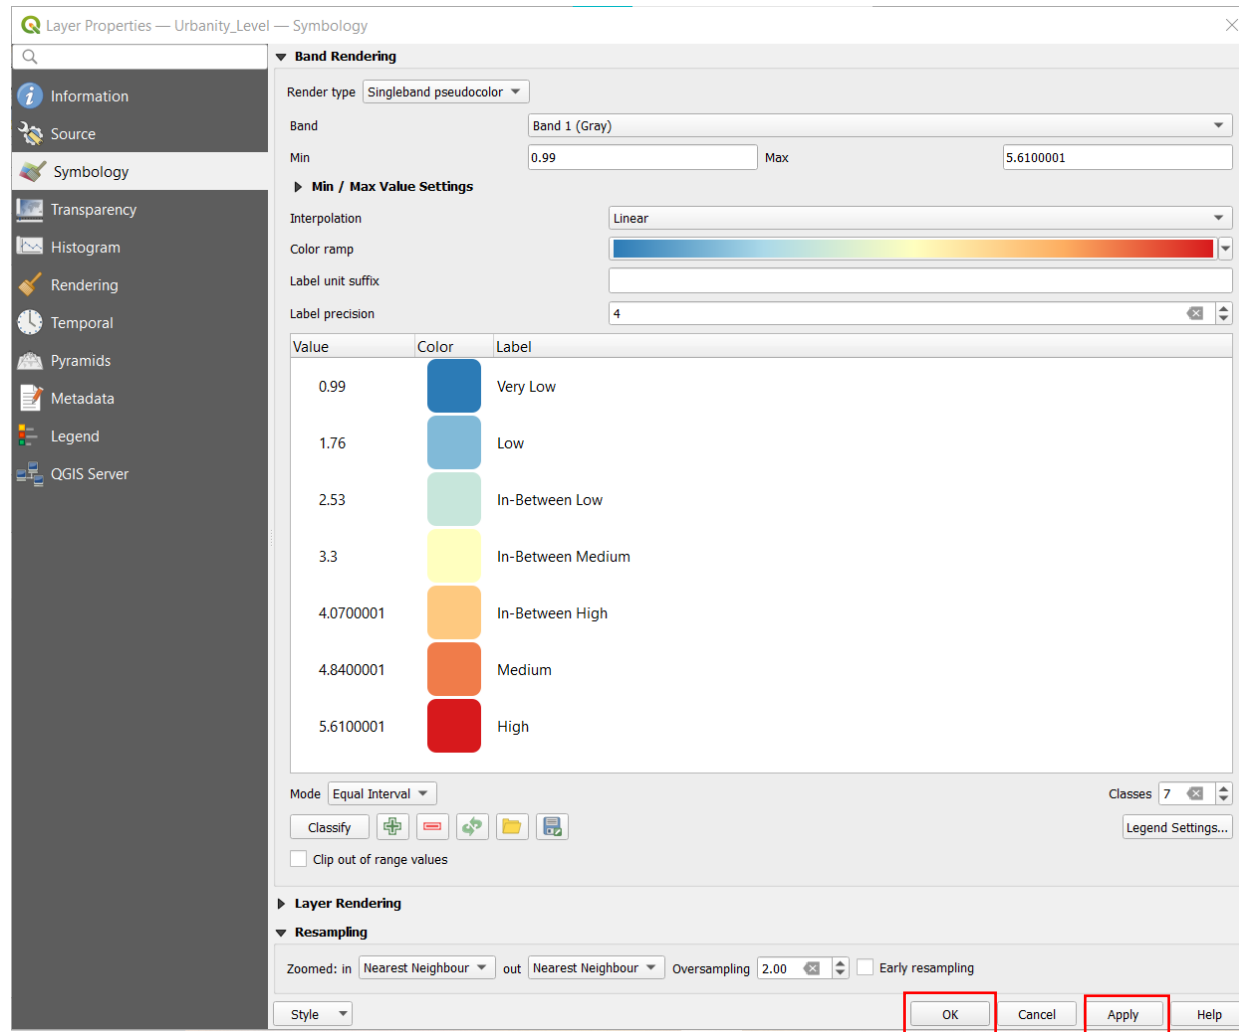 Layer Properties — Urbanity_Level — Symbology
Information
Source
Symbology
Transparency
Histogram
Rendering
Temporal
Pyramids
Metadata
Legend
QGIS Server
Band Rendering
Render type Singleband pseudocolor
Band Band 1 (Gray)
Min 0.99 Max 5.6100001
Min / Max Value Settings
Interpolation Linear
Color ramp
Label unit suffix
Label precision 4
Value Color Label
0.99 Very Low
1.76 Low
2.53 In-Between Low
3.3 In-Between Medium
4.0700001 In-Between High
4.8400001 Medium
5.6100001 High
Mode Equal Interval Classes 7
Classify Legend Settings...
Clip out of range values
Layer Rendering
Resampling
Zoomed: in Nearest Neighbour out Nearest Neighbour Oversampling 2.00 Early resampling
Style OK Cancel Apply Help